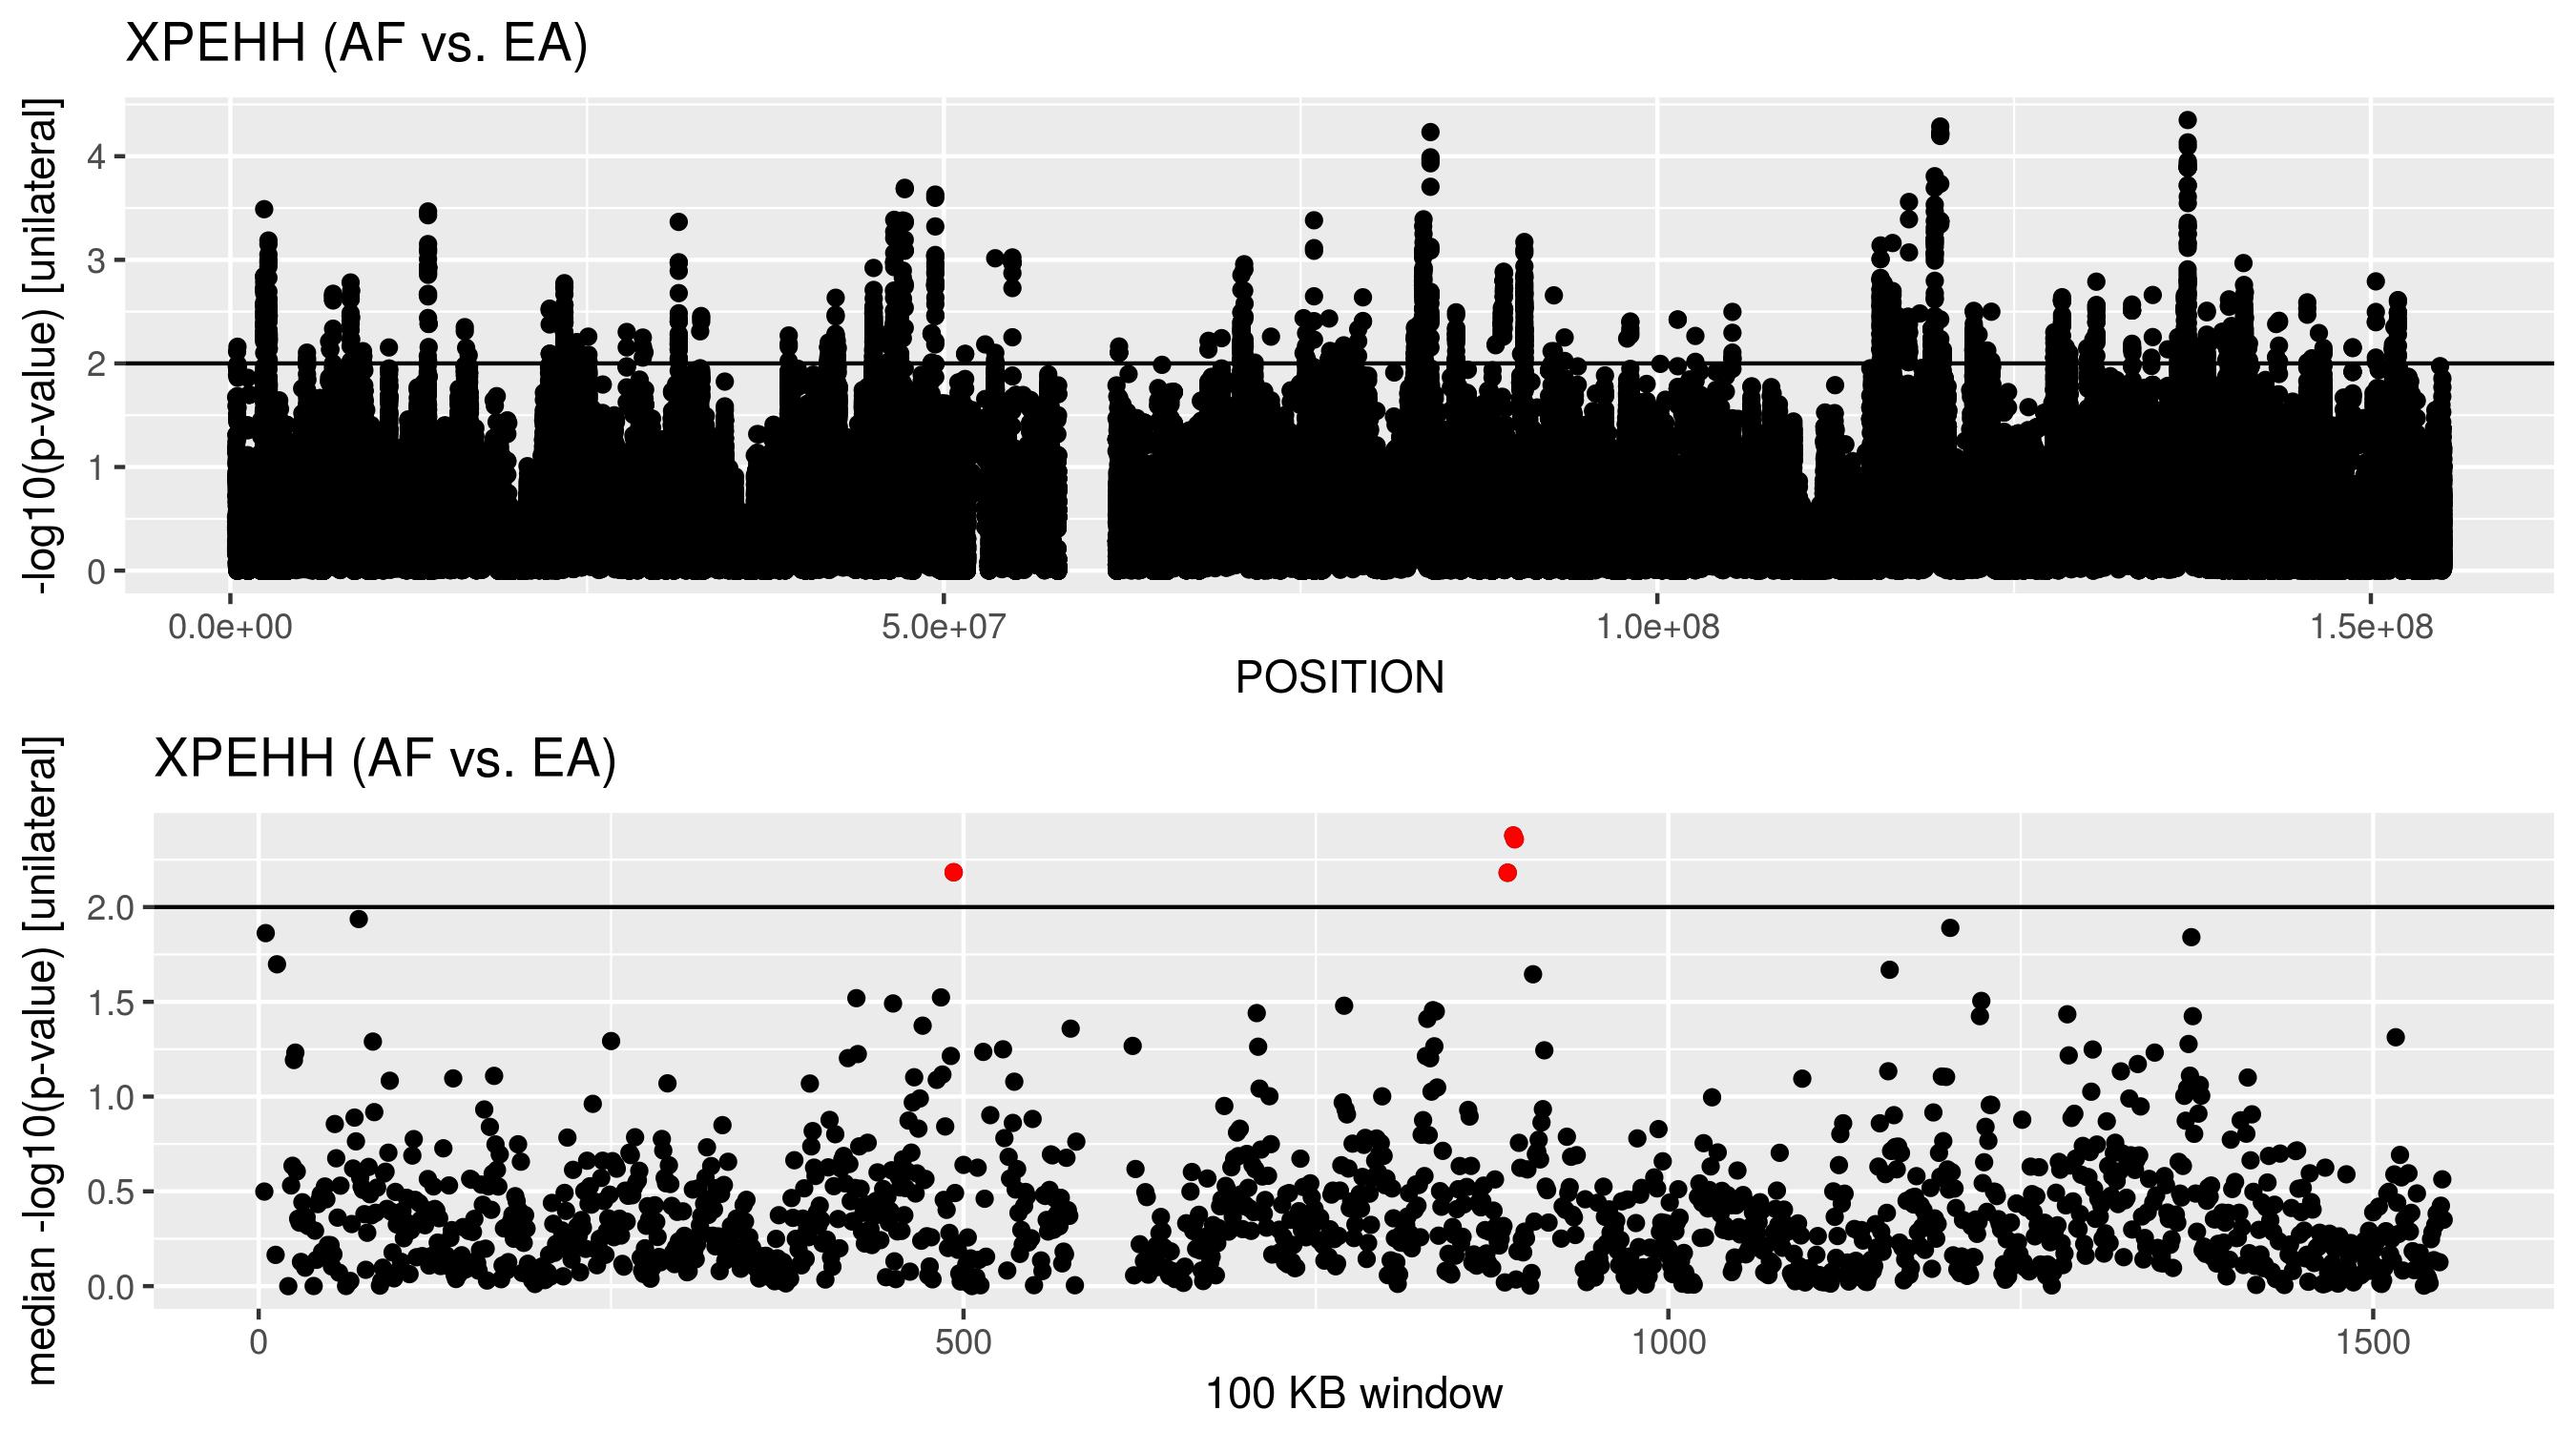 XPEHH (AF vs. EA)
-log10(p-value) [unilateral]
4
3
2
1
0
0.0e+00 5.0e+07 1.0e+08 1.5e+08
POSITION
XPEHH (AF vs. EA)
median -log10(p-value) [unilateral]
2.0
1.5
1.0
0.5
0.0
0 500 1000 1500
100 KB window